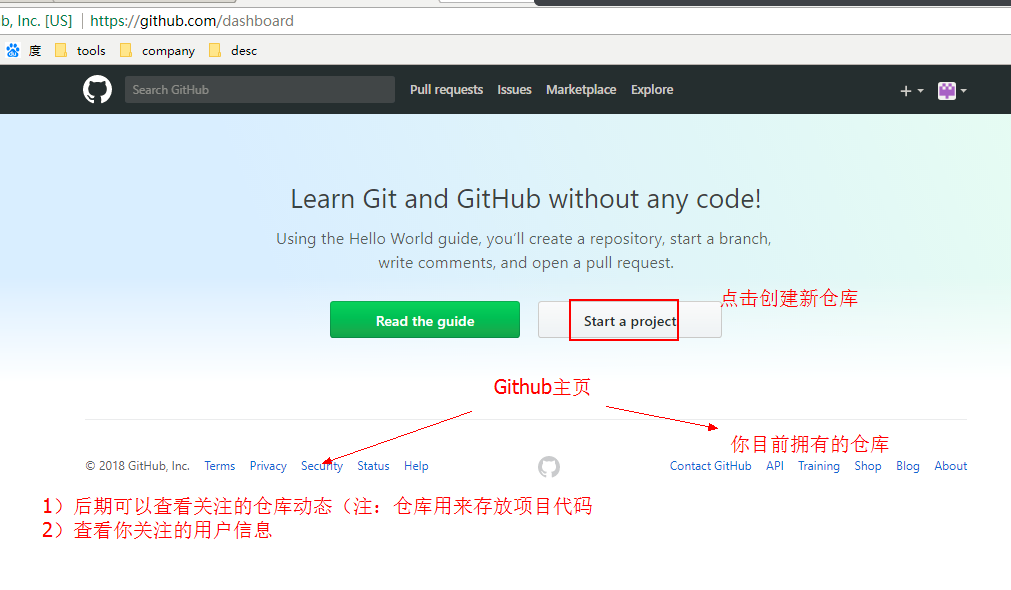 b, Inc. [US] | https://github.com/dashboard
度 tools company desc
Search GitHub Pull requests Issues Marketplace Explore
Learn Git and GitHub without any code!
Using the Hello World guide, you’ll create a repository, start a branch,
write comments, and open a pull request.
点击创建新仓库
Read the guide Start a project
Github主页
你目前拥有的仓库
© 2018 GitHub, Inc. Terms Privacy Security Status Help Contact GitHub API Training Shop Blog About
1）后期可以查看关注的仓库动态（注：仓库用来存放项目代码
2）查看你关注的用户信息